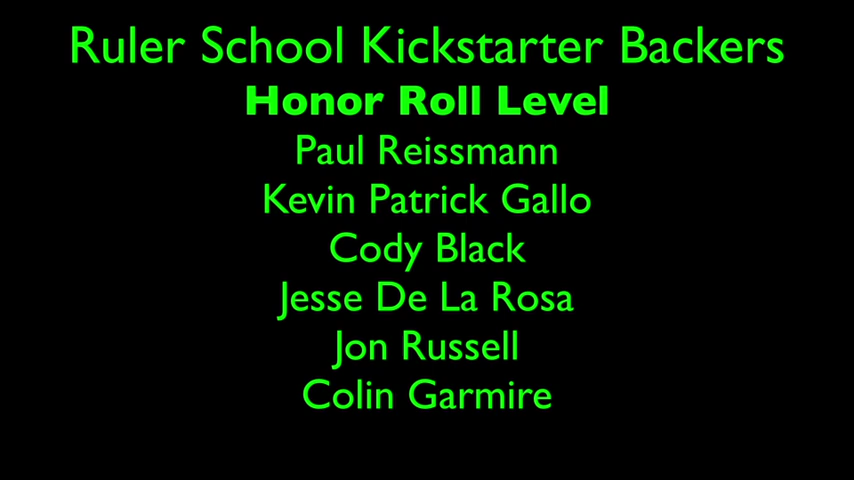 Ruler School Kickstarter Backers
Honor Roll Level
Paul Reissmann
Kevin Patrick Gallo
Cody Black
Jesse De La Rosa
Jon Russell
Colin Garmire